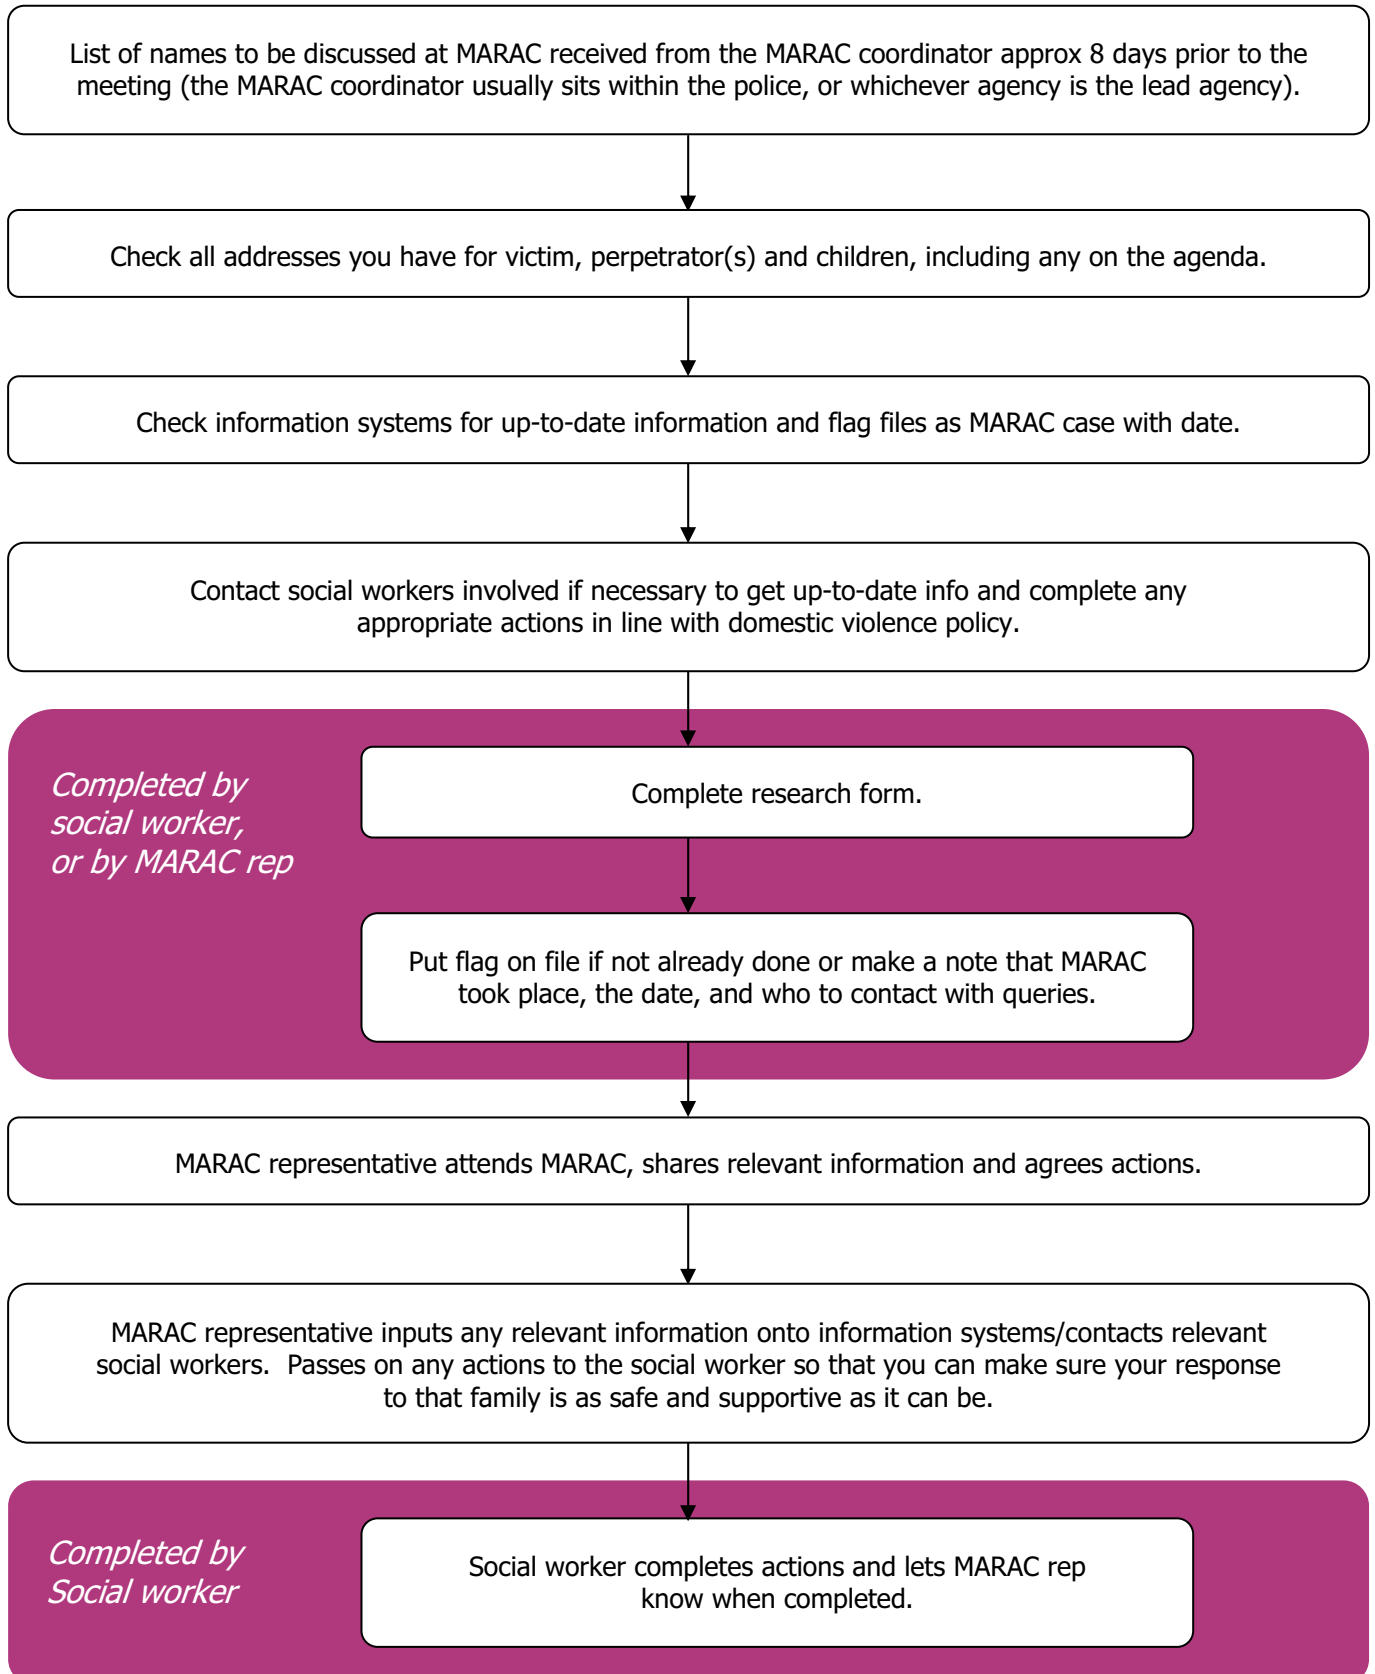 List of names to be discussed at MARAC received from the MARAC coordinator approx 8 days prior to the
meeting (the MARAC coordinator usually sits within the police, or whichever agency is the lead agency).
Check all addresses you have for victim, perpetrator(s) and children, including any on the agenda.
Check information systems for up-to-date information and flag files as MARAC case with date.
Contact social workers involved if necessary to get up-to-date info and complete any
appropriate actions in line with domestic violence policy.
Completed by
social worker,
or by MARAC rep
Complete research form.
Put flag on file if not already done or make a note that MARAC
took place, the date, and who to contact with queries.
MARAC representative attends MARAC, shares relevant information and agrees actions.
MARAC representative inputs any relevant information onto information systems/contacts relevant
social workers.  Passes on any actions to the social worker so that you can make sure your response
to that family is as safe and supportive as it can be.
Completed by
Social worker
Social worker completes actions and lets MARAC rep
know when completed.